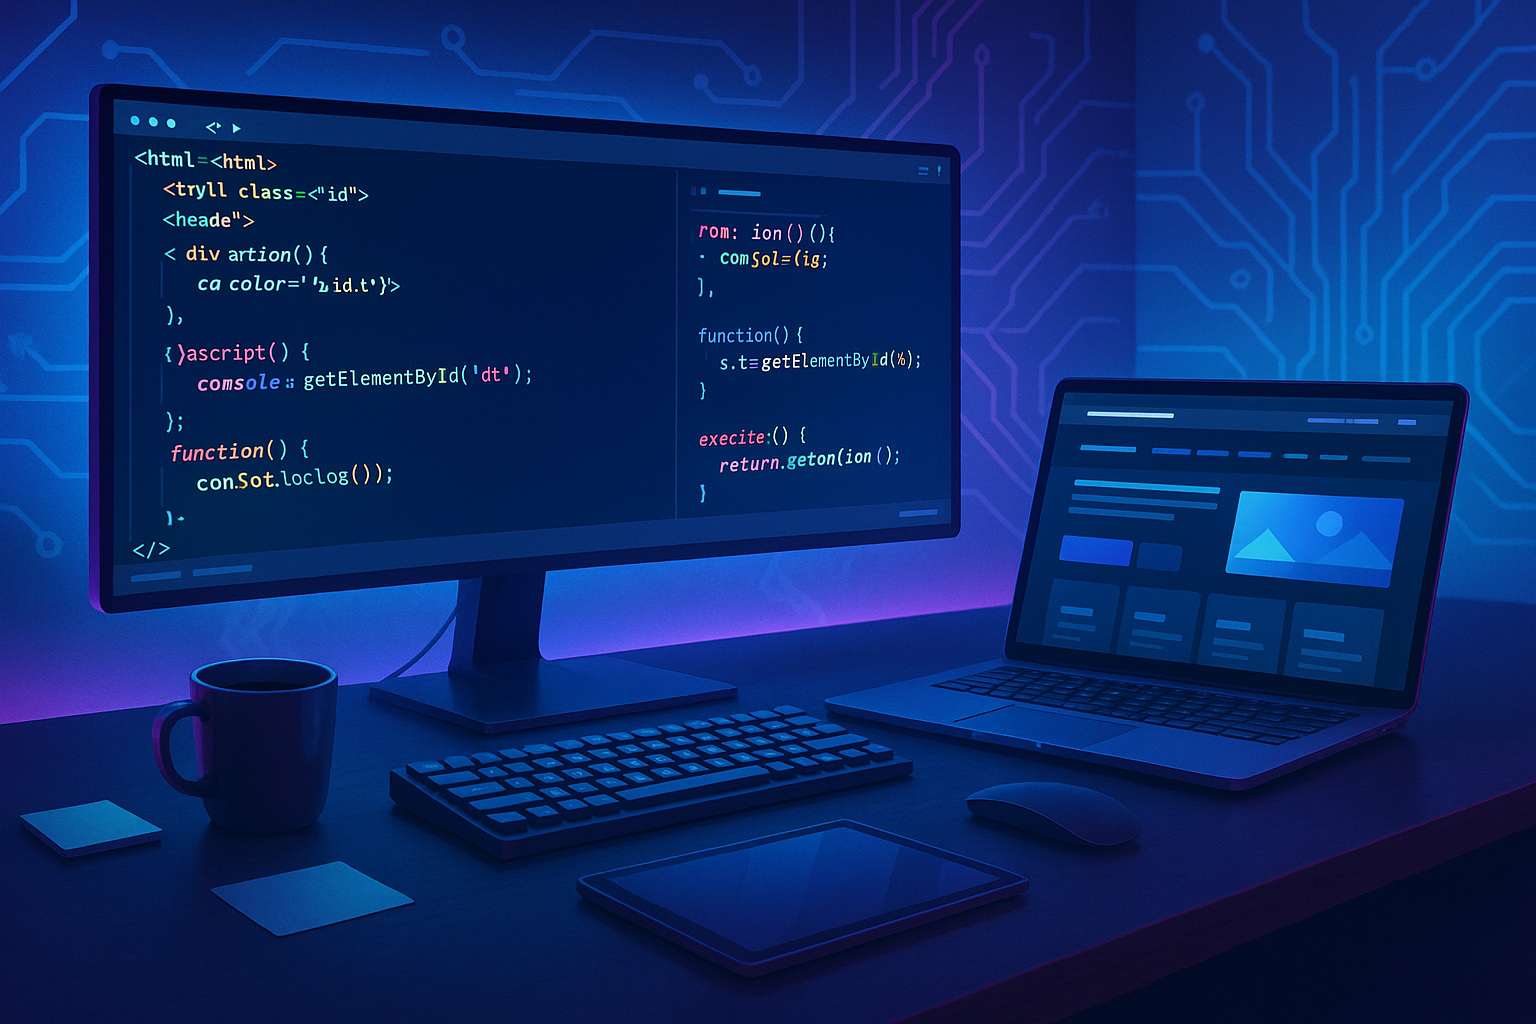 <html=<html>
<tryll class=<"id">
<heade">
< div artion() {
ca color=''id.t'}'>
),
{ )ascript() {
comsole :: getElementById('dt');
};
function() {
con.Sot.loclog());
}
</>
rom: ion()(){
comSol=(ig;
],
function() {
s.t=getElementById(%);
}
execite:() {
return.geton(ion ();
}